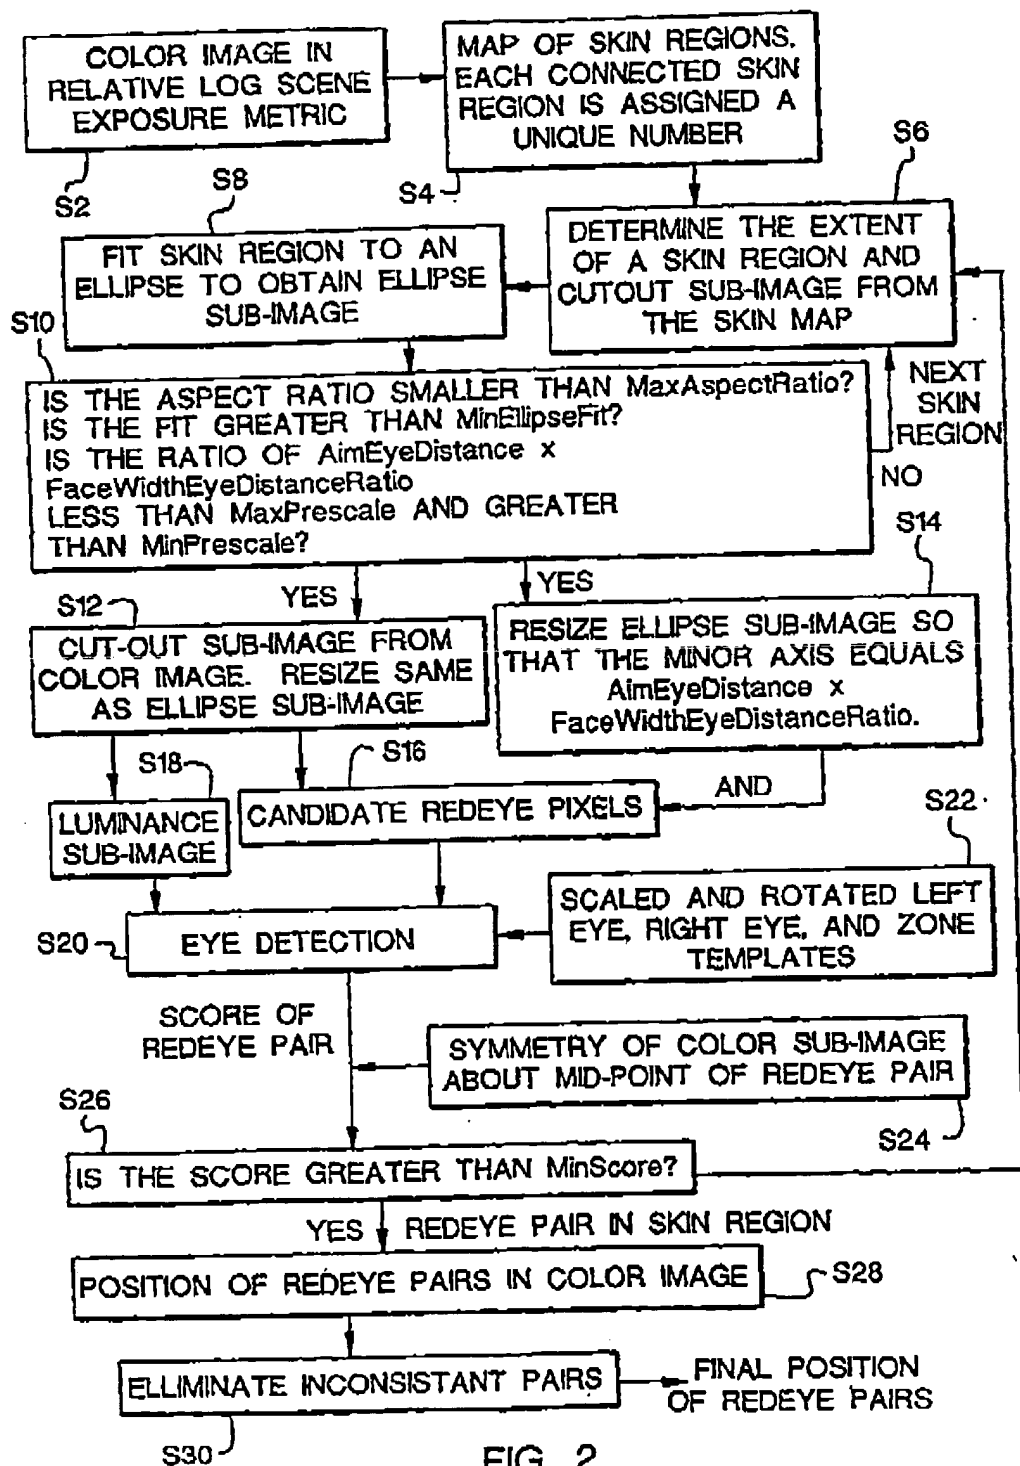 COLOR IMAGE IN
RELATIVE LOG SCENE
EXPOSURE METRIC
S2
MAP OF SKIN REGIONS.
EACH CONNECTED SKIN
REGION IS ASSIGNED A
UNIQUE NUMBER
S4
S6
DETERMINE THE EXTENT
OF A SKIN REGION AND
CUTOUT SUB-IMAGE FROM
THE SKIN MAP
S8
FIT SKIN REGION TO AN
ELLIPSE TO OBTAIN ELLIPSE
SUB-IMAGE
S10
IS THE ASPECT RATIO SMALLER THAN MaxAspectRatio?
IS THE FIT GREATER THAN MinEllipseFit?
IS THE RATIO OF AimEyeDistance x
FaceWidthEyeDistanceRatio
LESS THAN MaxPrescale AND GREATER
THAN MinPrescale?
NEXT
SKIN
REGION
NO
YES
YES
S12
CUT-OUT SUB-IMAGE FROM
COLOR IMAGE. RESIZE SAME
AS ELLIPSE SUB-IMAGE
S14
RESIZE ELLIPSE SUB-IMAGE SO
THAT THE MINOR AXIS EQUALS
AimEyeDistance x
FaceWidthEyeDistanceRatio.
S18
LUMINANCE
SUB-IMAGE
S16
CANDIDATE REDEYE PIXELS
AND
S22
SCALED AND ROTATED LEFT
EYE, RIGHT EYE, AND ZONE
TEMPLATES
S20
EYE DETECTION
SCORE OF
REDEYE PAIR
SYMMETRY OF COLOR SUB-IMAGE
ABOUT MID-POINT OF REDEYE PAIR
S24
S26
IS THE SCORE GREATER THAN MinScore?
YES REDEYE PAIR IN SKIN REGION
POSITION OF REDEYE PAIRS IN COLOR IMAGE
S28
ELLIMINATE INCONSISTANT PAIRS
S30
FINAL POSITION
OF REDEYE PAIRS
FIG. 2